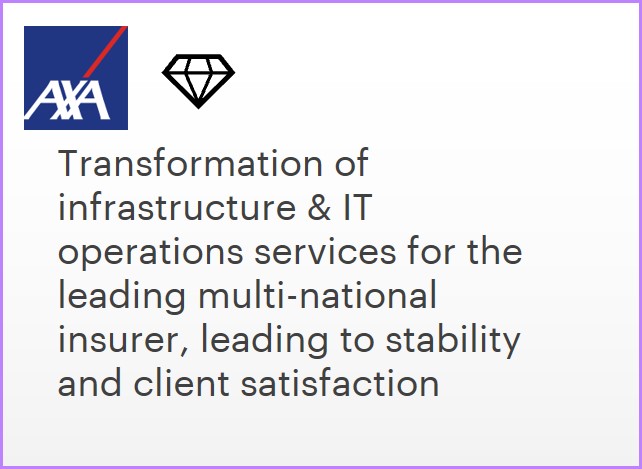 AXA
Transformation of
infrastructure & IT
operations services for the
leading multi-national
insurer, leading to stability
and client satisfaction